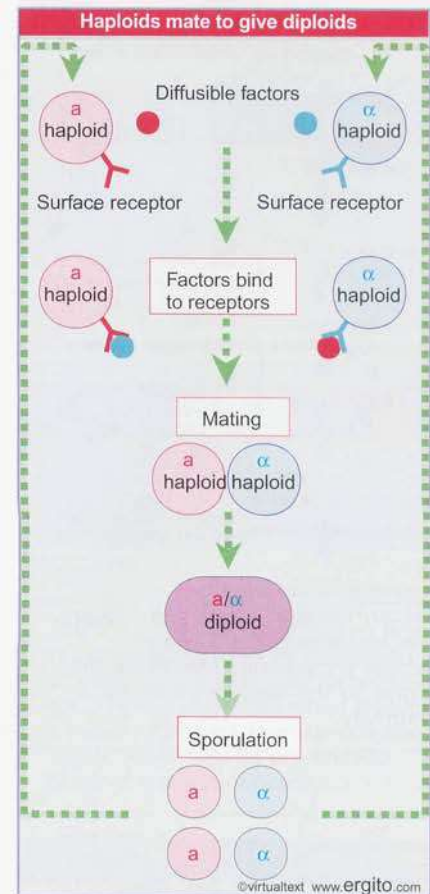 Haploids mate to give diploids
a
haploid
Diffusible factors
α
haploid
Surface receptor
Surface receptor
a
haploid
Factors bind
to receptors
α
haploid
Mating
a
haploid
α
haploid
a/α
diploid
Sporulation
a
α
a
α
©virtualtext www.ergito.com